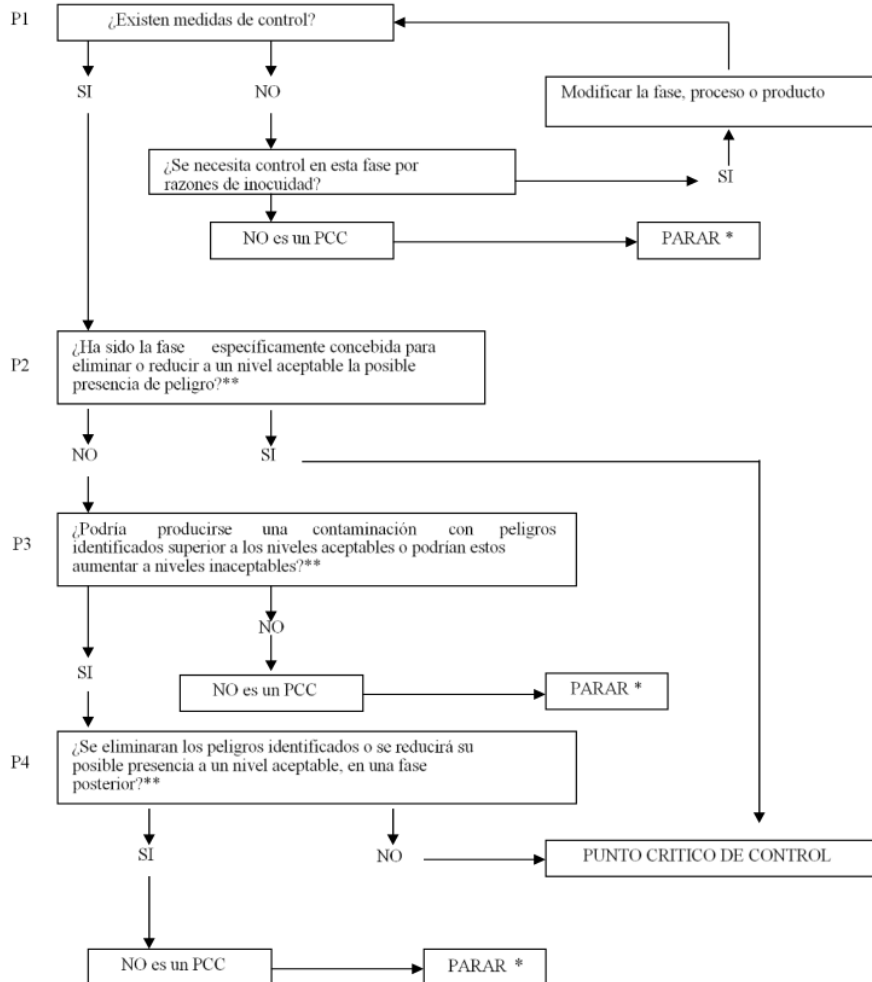 P1
¿Existen medidas de control?
SI
NO
Modificar la fase, proceso o producto
¿Se necesita control en esta fase por
razones de inocuidad?
SI
NO es un PCC
PARAR *
P2
¿Ha sido la fase específicamente concebida para
eliminar o reducir a un nivel aceptable la posible
presencia de peligro?**
NO
SI
P3
¿Podría producirse una contaminación con peligros
identificados superior a los niveles aceptables o podrían estos
aumentar a niveles inaceptables?**
NO
SI
NO es un PCC
PARAR *
P4
¿Se eliminaran los peligros identificados o se reducirá su
posible presencia a un nivel aceptable, en una fase
posterior?**
SI
NO
PUNTO CRITICO DE CONTROL
NO es un PCC
PARAR *